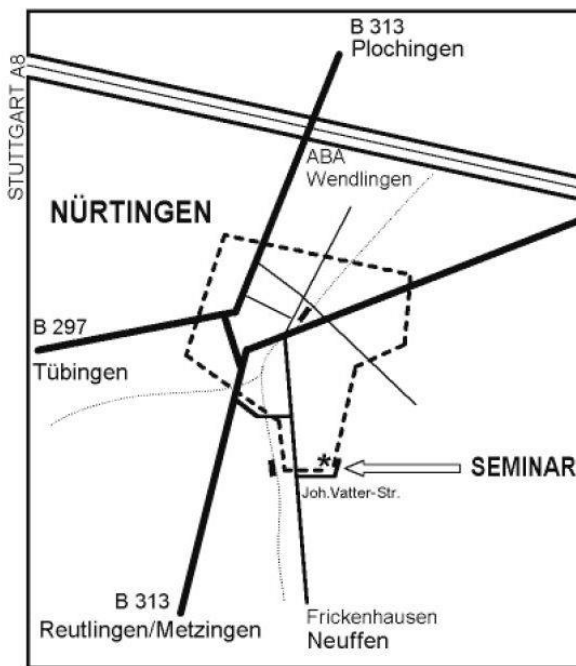 B 313
Plochingen
STUTTGART A8
ABA
Wendlingen
NÜRTINGEN
B 297
Tübingen
* SEMINAR
Joh.Vatter-Str.
B 313
Reutlingen/Metzingen
Frickenhausen
Neuffen